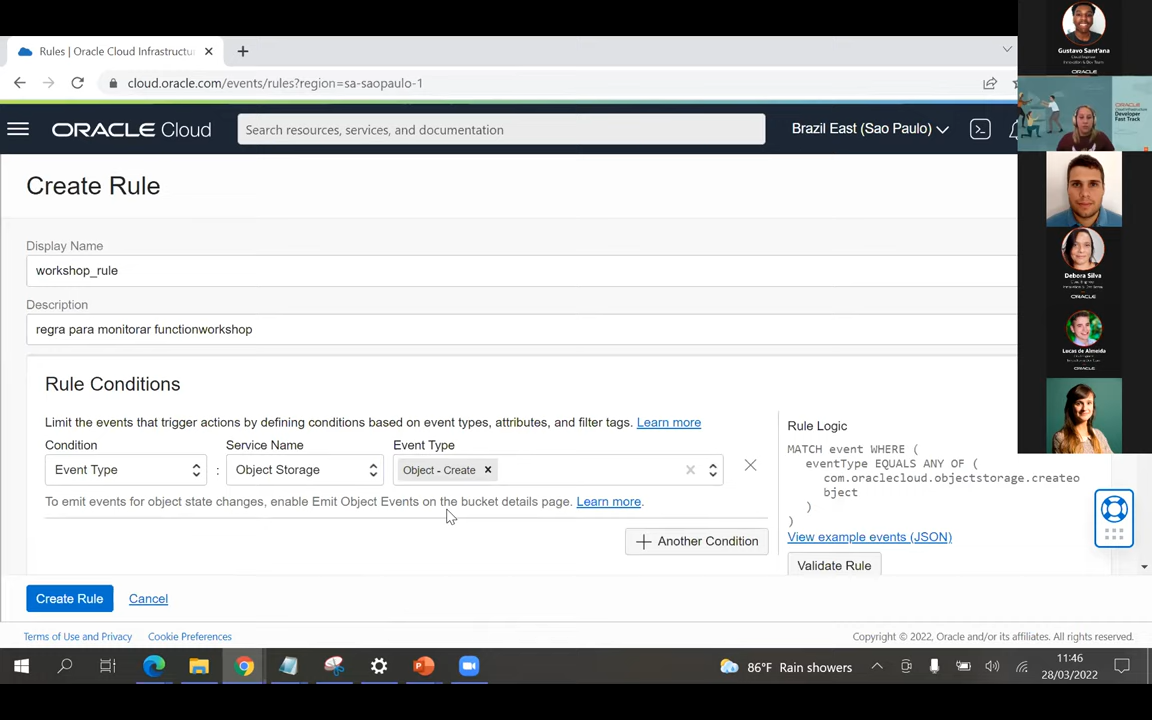 Rules | Oracle Cloud Infrastructu
cloud.oracle.com/events/rules?region=sa-saopaulo-1
ORACLE Cloud
Search resources, services, and documentation
Brazil East (Sao Paulo)
Create Rule
Display Name
workshop_rule
Description
regra para monitorar functionworkshop
Rule Conditions
Limit the events that trigger actions by defining conditions based on event types, attributes, and filter tags. Learn more
Condition
Service Name
Event Type
Event Type
:
Object Storage
Object - Create
To emit events for object state changes, enable Emit Object Events on the bucket details page. Learn more.
Another Condition
Rule Logic
MATCH event WHERE (
eventType EQUALS ANY OF (
com.oraclecloud.objectstorage.createo
bject
)
)
View example events (JSON)
Validate Rule
Create Rule
Cancel
Terms of Use and Privacy
Cookie Preferences
Copyright © 2022, Oracle and/or its affiliates. All rights reserved.
86°F Rain showers
11:46
28/03/2022
Gustavo Sant'ana
ORACLE
ORACLE
Developer
Fast Track
Debora Silva
ORACLE
Lucas de Almeida
ORACLE